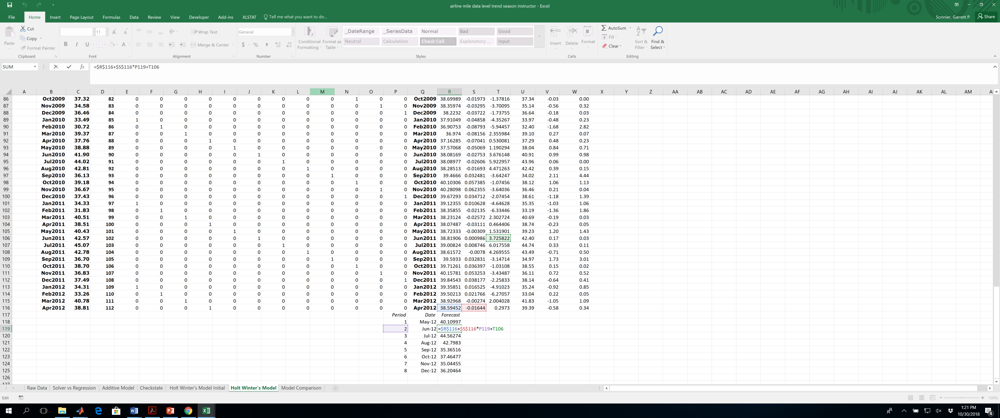 airline mile data level trend season instructor - Excel
File Home Insert Page Layout Formulas Data Review View Developer Add-ins XLSTAT Tell me what you want to do... Sonnier, Garrett P Share
Paste
Cut
Copy
Format Painter
Clipboard
11
B I U
Font
Wrap Text
Merge & Center
Alignment
General
$ % ,
Number
Conditional Formatting
Format as Table
_DateRange _SeriesData Normal Bad Good
Neutral Calculation Check Cell Explanatory ... Input
Styles
Insert Delete Format
Cells
AutoSum
Fill
Clear
Sort & Filter
Find & Select
Editing
SUM fx =$R$116+$S$116*P119+T106
A B C D E F G H I J K L M N O P Q R S T U V W X Y Z AA AB AC AD AE AF AG AH AI AJ AK AL AM A
86 Oct2009 37.32 82 0 0 0 0 0 0 0 0 0 1 0 0 Oct2009 38.69989 -0.01973 -1.37816 37.34 -0.03 0.00
87 Nov2009 34.58 83 0 0 0 0 0 0 0 0 0 0 1 0 Nov2009 38.35974 -0.03295 -3.70095 35.14 -0.56 0.32
88 Dec2009 36.46 84 0 0 0 0 0 0 0 0 0 0 0 1 Dec2009 38.2232 -0.03722 -1.73755 36.64 -0.18 0.03
89 Jan2010 33.49 85 1 0 0 0 0 0 0 0 0 0 0 0 Jan2010 37.91049 -0.04858 -4.35267 33.97 -0.48 0.23
90 Feb2010 30.72 86 0 1 0 0 0 0 0 0 0 0 0 0 Feb2010 36.90753 -0.08793 -5.94457 32.40 -1.68 2.82
91 Mar2010 39.37 87 0 0 1 0 0 0 0 0 0 0 0 0 Mar2010 36.974 -0.08156 2.355984 39.10 0.27 0.07
92 Apr2010 37.76 88 0 0 0 1 0 0 0 0 0 0 0 0 Apr2010 37.16285 -0.07041 0.530081 37.29 0.48 0.23
93 May2010 38.88 89 0 0 0 0 1 0 0 0 0 0 0 0 May2010 37.57068 -0.05069 1.190294 38.04 0.84 0.71
94 Jun2010 41.90 90 0 0 0 0 0 1 0 0 0 0 0 0 Jun2010 38.08169 -0.02753 3.676148 40.91 0.99 0.98
95 Jul2010 44.02 91 0 0 0 0 0 0 1 0 0 0 0 0 Jul2010 38.08977 -0.02606 5.922957 43.96 0.06 0.00
96 Aug2010 42.81 92 0 0 0 0 0 0 0 1 0 0 0 0 Aug2010 38.28513 -0.01693 4.471263 42.42 0.39 0.15
97 Sep2010 36.13 93 0 0 0 0 0 0 0 0 1 0 0 0 Sep2010 39.4666 0.032481 -3.64247 34.02 2.11 4.44
98 Oct2010 39.18 94 0 0 0 0 0 0 0 0 0 1 0 0 Oct2010 40.10306 0.057385 -1.07456 38.12 1.06 1.13
99 Nov2010 36.67 95 0 0 0 0 0 0 0 0 0 0 1 0 Nov2010 40.28098 0.062355 -3.64036 36.46 0.21 0.04
100 Dec2010 37.43 96 0 0 0 0 0 0 0 0 0 0 0 1 Dec2010 39.67293 0.034712 -2.07454 38.61 -1.18 1.39
101 Jan2011 34.33 97 1 0 0 0 0 0 0 0 0 0 0 0 Jan2011 39.12355 0.010628 -4.64628 35.35 -1.03 1.06
102 Feb2011 31.83 98 0 1 0 0 0 0 0 0 0 0 0 0 Feb2011 38.35855 -0.02135 -6.33446 33.19 -1.36 1.86
103 Mar2011 40.51 99 0 0 1 0 0 0 0 0 0 0 0 0 Mar2011 38.23124 -0.02572 2.302724 40.69 -0.19 0.03
104 Apr2011 38.51 100 0 0 0 1 0 0 0 0 0 0 0 0 Apr2011 38.07487 -0.03111 0.464406 38.74 -0.23 0.05
105 May2011 40.43 101 0 0 0 0 1 0 0 0 0 0 0 0 May2011 38.72333 -0.00309 1.531901 39.23 1.20 1.43
106 Jun2011 42.57 102 0 0 0 0 0 1 0 0 0 0 0 0 Jun2011 38.81906 0.000986 3.725822 42.40 0.17 0.03
107 Jul2011 45.07 103 0 0 0 0 0 0 1 0 0 0 0 0 Jul2011 39.00824 0.008746 6.017558 44.74 0.33 0.11
108 Aug2011 42.78 104 0 0 0 0 0 0 0 1 0 0 0 0 Aug2011 38.61572 -0.0078 4.269555 43.49 -0.71 0.50
109 Sep2011 36.70 105 0 0 0 0 0 0 0 0 1 0 0 0 Sep2011 39.5933 0.032831 -3.14714 34.97 1.73 3.01
110 Oct2011 38.70 106 0 0 0 0 0 0 0 0 0 1 0 0 Oct2011 39.71261 0.036397 -1.03108 38.55 0.15 0.02
111 Nov2011 36.83 107 0 0 0 0 0 0 0 0 0 0 1 0 Nov2011 40.15781 0.053253 -3.43487 36.11 0.72 0.52
112 Dec2011 37.49 108 0 0 0 0 0 0 0 0 0 0 0 1 Dec2011 39.84543 0.038177 -2.25833 38.14 -0.64 0.41
113 Jan2012 34.31 109 1 0 0 0 0 0 0 0 0 0 0 0 Jan2012 39.35851 0.016525 -4.91023 35.24 -0.92 0.85
114 Feb2012 33.26 110 0 1 0 0 0 0 0 0 0 0 0 0 Feb2012 39.50213 0.021766 -6.27057 33.04 0.22 0.05
115 Mar2012 40.78 111 0 0 1 0 0 0 0 0 0 0 0 0 Mar2012 38.92968 -0.00274 2.004028 41.83 -1.05 1.09
116 Apr2012 38.81 112 0 0 0 1 0 0 0 0 0 0 0 0 Apr2012 38.59452 -0.01644 0.2973 39.39 -0.58 0.34
117 Period Date Forecast
118 1 May-12 40.10997
119 2 Jun-12 =$R$116+$S$116*P119+T106
120 3 Jul-12 44.56274
121 4 Aug-12 42.7983
122 5 Sep-12 35.36516
123 6 Oct-12 37.46477
124 7 Nov-12 35.04455
125 8 Dec-12 36.20464
126
127
Raw Data Solver vs Regression Additive Model Checkstate Holt Winter's Model Initial Holt Winter's Model Model Comparison
Edit 100%
1:21 PM
10/30/2018
4